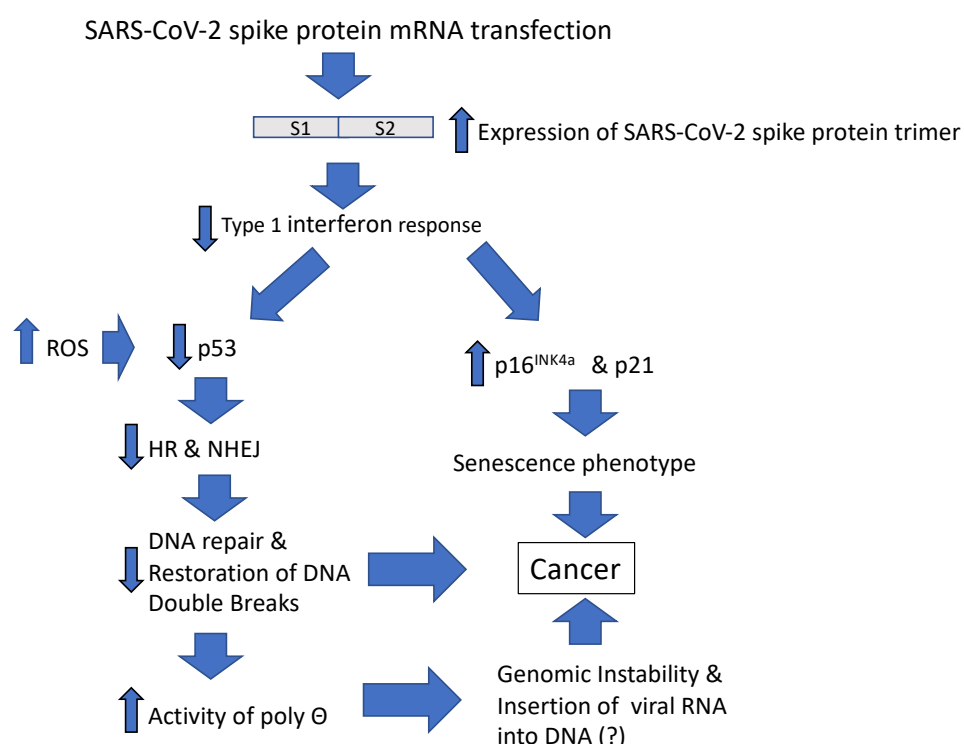 SARS-CoV-2 spike protein mRNA transfection
S1 S2
Expression of SARS-CoV-2 spike protein trimer
Type 1 interferon response
ROS
p53
p16INK4a & p21
HR & NHEJ
Senescence phenotype
DNA repair &
Restoration of DNA
Double Breaks
Cancer
Activity of poly Θ
Genomic Instability &
Insertion of viral RNA
into DNA (?)